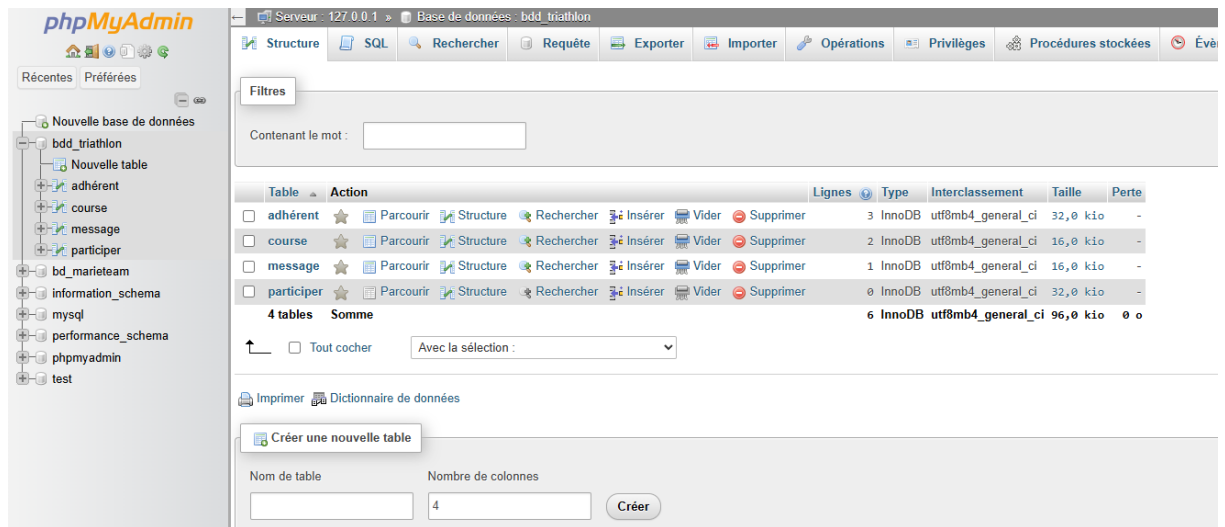 phpMyAdmin
Récentes Préférées
Nouvelle base de données
bdd_triathlon
Nouvelle table
adhérent
course
message
participer
bd_marieteam
information_schema
mysql
performance_schema
phpmyadmin
test
← Serveur : 127.0.0.1 » Base de données : bdd_triathlon
Structure SQL Rechercher Requête Exporter Importer Opérations Privilèges Procédures stockées Évèn
Filtres
Contenant le mot :
Table Action Lignes Type Interclassement Taille Perte
adhérent Parcourir Structure Rechercher Insérer Vider Supprimer 3 InnoDB utf8mb4_general_ci 32,0 kio -
course Parcourir Structure Rechercher Insérer Vider Supprimer 2 InnoDB utf8mb4_general_ci 16,0 kio -
message Parcourir Structure Rechercher Insérer Vider Supprimer 1 InnoDB utf8mb4_general_ci 16,0 kio -
participer Parcourir Structure Rechercher Insérer Vider Supprimer 0 InnoDB utf8mb4_general_ci 32,0 kio -
4 tables Somme 6 InnoDB utf8mb4_general_ci 96,0 kio 0 o
Tout cocher Avec la sélection :
Imprimer Dictionnaire de données
Créer une nouvelle table
Nom de table Nombre de colonnes
4 Créer